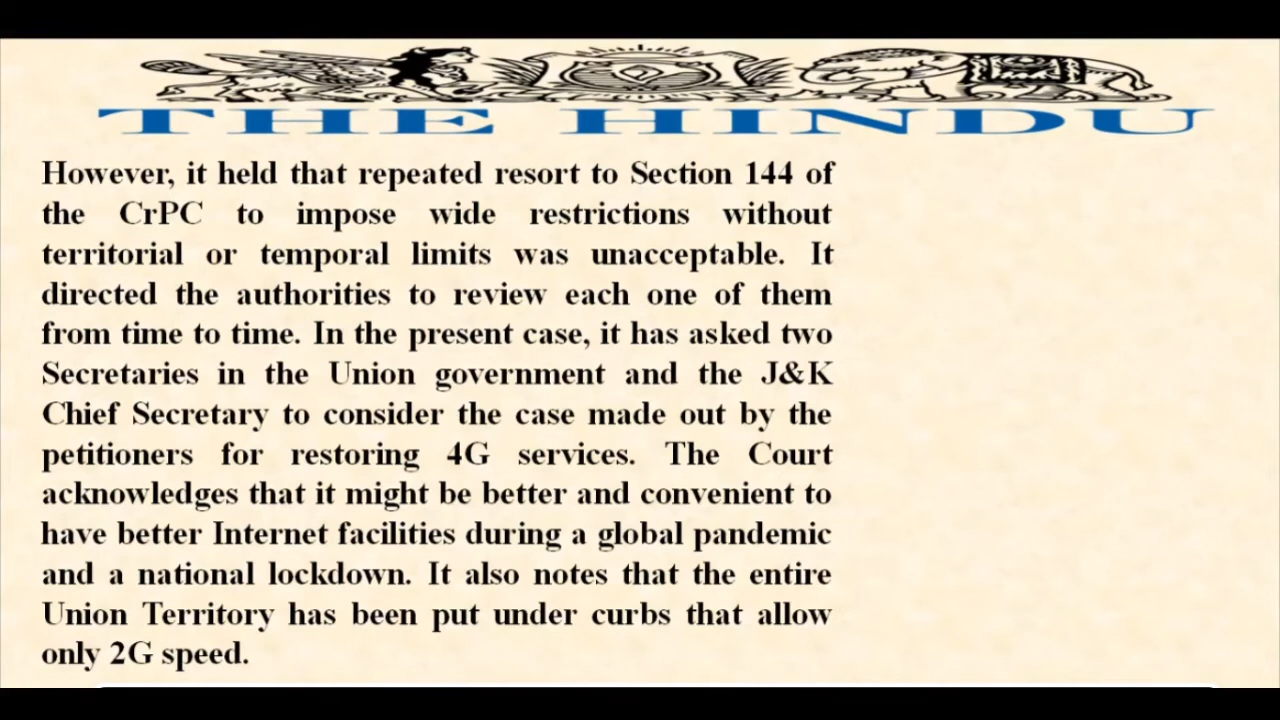 THE HINDU
However, it held that repeated resort to Section 144 of
the CrPC to impose wide restrictions without
territorial or temporal limits was unacceptable. It
directed the authorities to review each one of them
from time to time. In the present case, it has asked two
Secretaries in the Union government and the J&K
Chief Secretary to consider the case made out by the
petitioners for restoring 4G services. The Court
acknowledges that it might be better and convenient to
have better Internet facilities during a global pandemic
and a national lockdown. It also notes that the entire
Union Territory has been put under curbs that allow
only 2G speed.